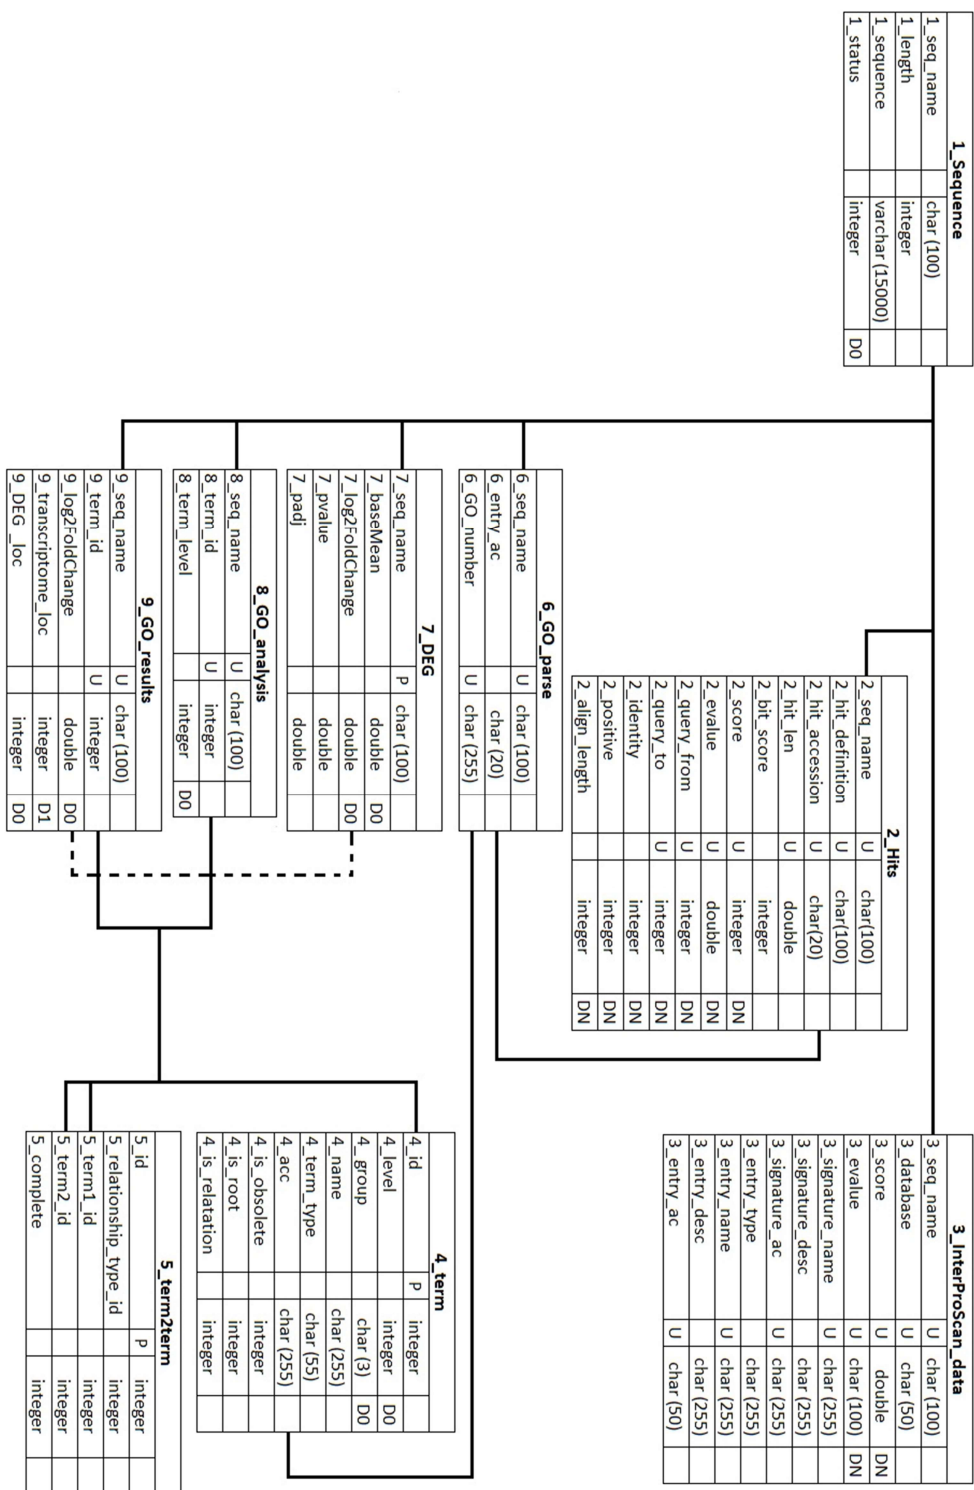 1_Sequence
1_seq_name char (100)
1_length integer
1_sequence varchar (15000)
1_status integer D0
2_Hits
2_seq_name U char(100)
2_hit_definition U char(100)
2_hit_accession U char(20)
2_hit_len U double
2_bit_score integer
2_score U integer DN
2_evalue U double DN
2_query_from U integer DN
2_query_to U integer DN
2_identity integer DN
2_positive integer DN
2_align_length integer DN
3_InterProScan_data
3_seq_name U char (100)
3_database U char (50)
3_score U double DN
3_evalue U char (100) DN
3_signature_name U char (255)
3_signature_desc char (255)
3_signature_ac U char (255)
3_entry_type char (255)
3_entry_name U char (255)
3_entry_desc char (255)
3_entry_ac U char (50)
6_GO_parse
6_seq_name U char (100)
6_entry_ac char (20)
6_GO_number U char (255)
7_DEG
7_seq_name P char (100)
7_baseMean double D0
7_log2FoldChange double D0
7_pvalue double
7_padj double
8_GO_analysis
8_seq_name U char (100)
8_term_id U integer
8_term_level integer D0
9_GO_results
9_seq_name U char (100)
9_term_id U integer
9_log2FoldChange double D0
9_transcriptome_loc integer D1
9_DEG _loc integer D0
4_term
4_id P integer
4_level integer D0
4_group char (3) D0
4_name char (255)
4_term_type char (55)
4_acc char (255)
4_is_obsolete integer
4_is_root integer
4_is_relatation integer
5_term2term
5_id P integer
5_relationship_type_id integer
5_term1_id integer
5_term2_id integer
5_complete integer